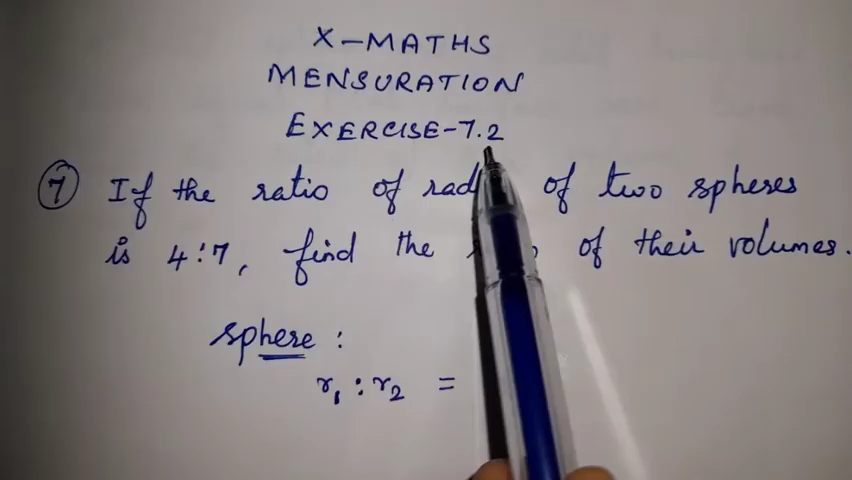 X-MATHS
MENSURATION
EXERCISE-7.2
7 If the ratio of of two spheres
is 4:7, find the of their volumes.
sphere:
r₁ : r₂ =